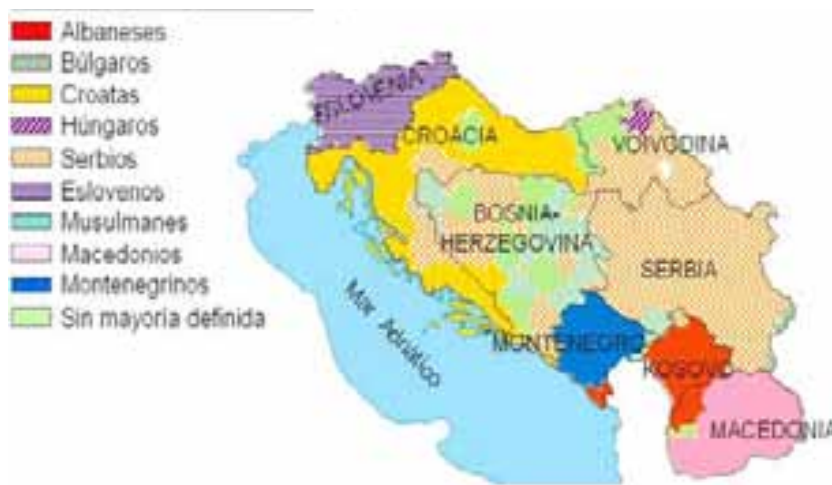 Albaneses
Búlgaros
Croatas
Húngaros
Serbios
Eslovenos
Musulmanes
Macedonios
Montenegrinos
Sin mayoría definida
ESLOVENIA
CROACIA
VOIVODINA
BOSNIA-
HERZEGOVINA
SERBIA
Mar Adriático
MONTENEGRO
KOSOVO
MACEDONIA